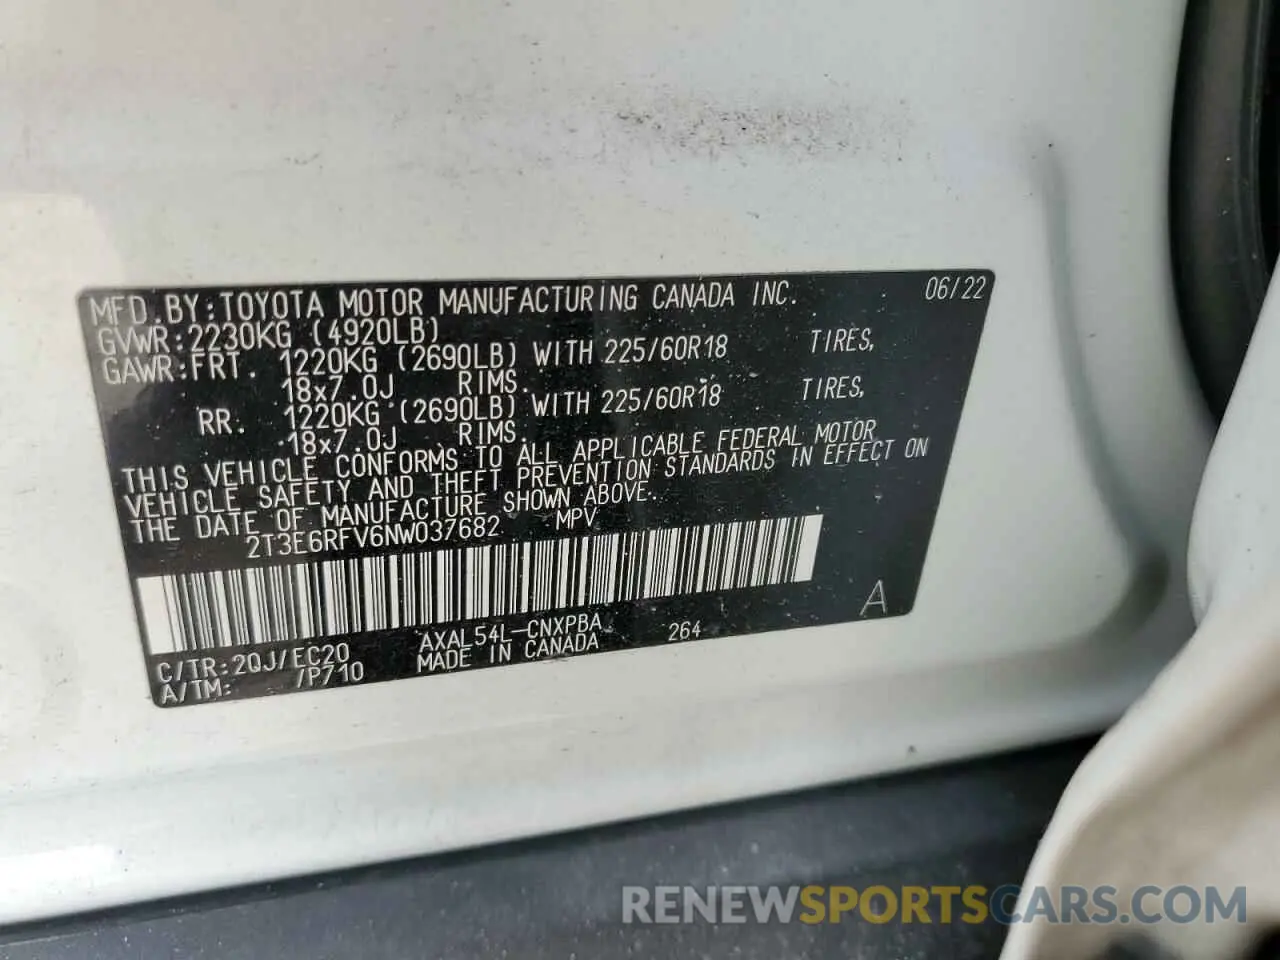 MFD.BY:TOYOTA MOTOR MANUFACTURING CANADA INC. 06/22
GVWR:2230KG (4920LB)
GAWR:FRT. 1220KG (2690LB) WITH 225/60R18 TIRES,
18x7.0J RIMS.
RR. 1220KG (2690LB) WITH 225/60R18 TIRES,
18x7.0J RIMS.
THIS VEHICLE CONFORMS TO ALL APPLICABLE FEDERAL MOTOR
VEHICLE SAFETY AND THEFT PREVENTION STANDARDS IN EFFECT ON
THE DATE OF MANUFACTURE SHOWN ABOVE.
2T3E6RFV6NW037682 MPV
A
C/TR:2QJ/EC20 AXAL54L-CNXPBA 264
A/TM: /P710 MADE IN CANADA
RENEWSPORTSCARS.COM